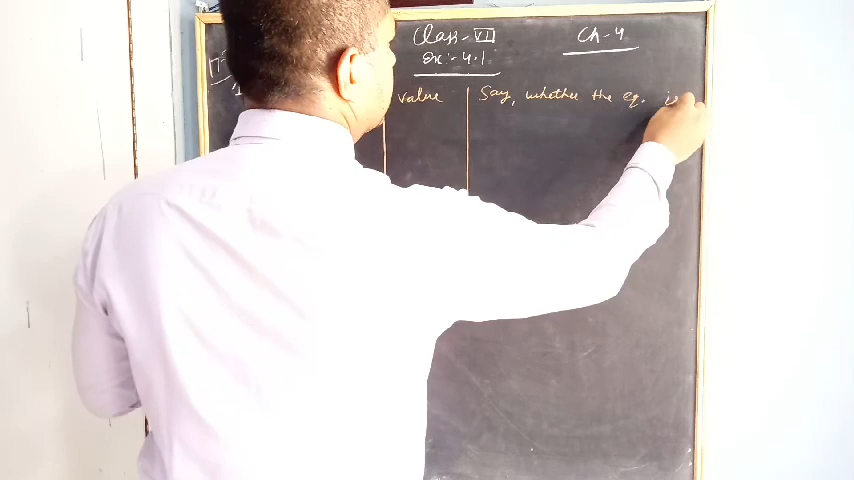 Class - VII
Ch - 4
Ex:- 4.1
value
Say, whether the eq. is